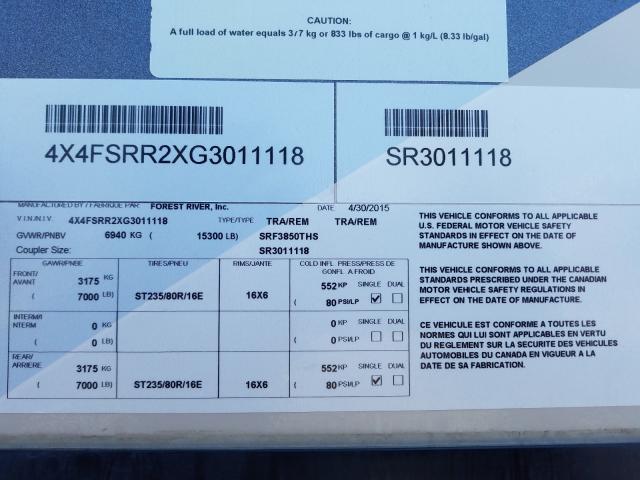 CAUTION:
A full load of water equals 377 kg or 833 lbs of cargo @ 1 kg/L (8.33 lb/gal)
4X4FSRR2XG3011118
SR3011118
MANUFACTURED BY / FABRIQUE PAR FOREST RIVER, Inc. DATE 4/30/2015
V.I.N./N.I.V. 4X4FSRR2XG3011118 TYPE/TYPE TRA/REM TRA/REM
GVWR/PNBV 6940 KG ( 15300 LB) SRF3850THS
Coupler Size: SR3011118
GAWR/PNBE TIRES/PNEU RIMS/JANTE COLD INFL PRESS/PRESS DE
GONFL A FROID
FRONT/
AVANT 3175 KG 552 KP SINGLE DUAL
( 7000 LB) ST235/80R/16E 16X6 ( 80 PSI/LP
INTERM/I
NTERM 0 KG 0 KP SINGLE DUAL
( 0 LB) ( 0 PSI/LP
REAR/
ARRIERE 3175 KG 552KP SINGLE DUAL
( 7000 LB) ST235/80R/16E 16X6 ( 80 PSI/LP
THIS VEHICLE CONFORMS TO ALL APPLICABLE
U.S. FEDERAL MOTOR VEHICLE SAFETY
STANDARDS IN EFFECT ON THE DATE OF
MANUFACTURE SHOWN ABOVE.
THIS VEHICLE CONFORMS TO ALL APPLICABLE
STANDARDS PRESCRIBED UNDER THE CANADIAN
MOTOR VEHICLE SAFETY REGULATIONS IN
EFFECT ON THE DATE OF MANUFACTURE.
CE VEHICULE EST CONFORME A TOUTES LES
NORMES QUI LUI SONT APPLICABLES EN VERTU
DU REGLEMENT SUR LA SECURITE DES VEHICLES
AUTOMOBILES DU CANADA EN VIGUEUR A LA
DATE DE SA FABRICATION.